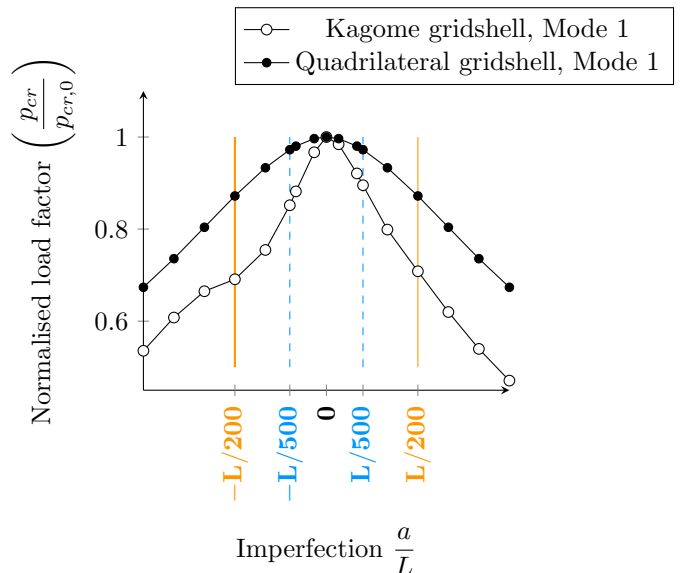 Kagome gridshell, Mode 1
Quadrilateral gridshell, Mode 1
Normalised load factor (p_cr / p_cr,0)
1
0.8
0.6
−L/200
−L/500
0
L/500
L/200
Imperfection a/L